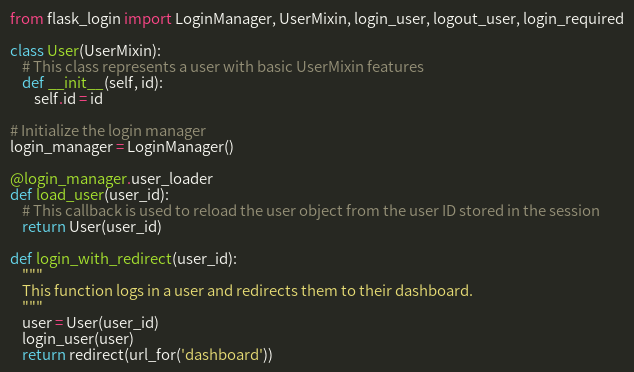 from flask_login import LoginManager, UserMixin, login_user, logout_user, login_required

class User(UserMixin):
    # This class represents a user with basic UserMixin features
    def __init__(self, id):
        self.id = id

# Initialize the login manager
login_manager = LoginManager()

@login_manager.user_loader
def load_user(user_id):
    # This callback is used to reload the user object from the user ID stored in the session
    return User(user_id)

def login_with_redirect(user_id):
    """
    This function logs in a user and redirects them to their dashboard.
    """
    user = User(user_id)
    login_user(user)
    return redirect(url_for('dashboard'))